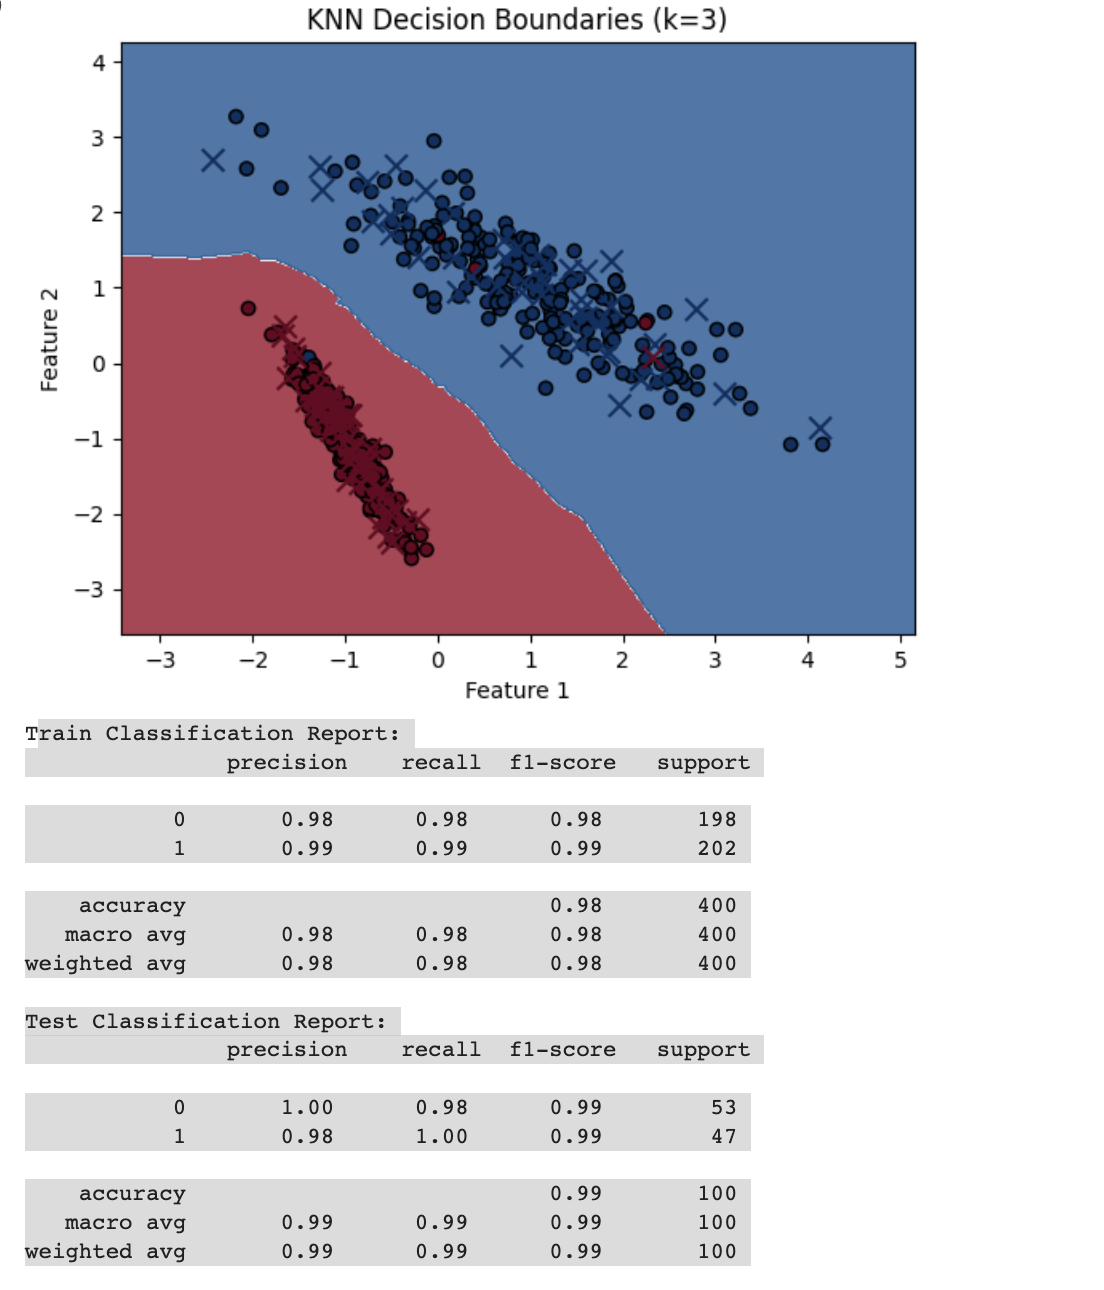 KNN Decision Boundaries (k=3)
4
3
2
1
0
−1
−2
−3
Feature 2
−3 −2 −1 0 1 2 3 4 5
Feature 1
Train Classification Report:
precision recall f1-score support
0 0.98 0.98 0.98 198
1 0.99 0.99 0.99 202
accuracy 0.98 400
macro avg 0.98 0.98 0.98 400
weighted avg 0.98 0.98 0.98 400
Test Classification Report:
precision recall f1-score support
0 1.00 0.98 0.99 53
1 0.98 1.00 0.99 47
accuracy 0.99 100
macro avg 0.99 0.99 0.99 100
weighted avg 0.99 0.99 0.99 100